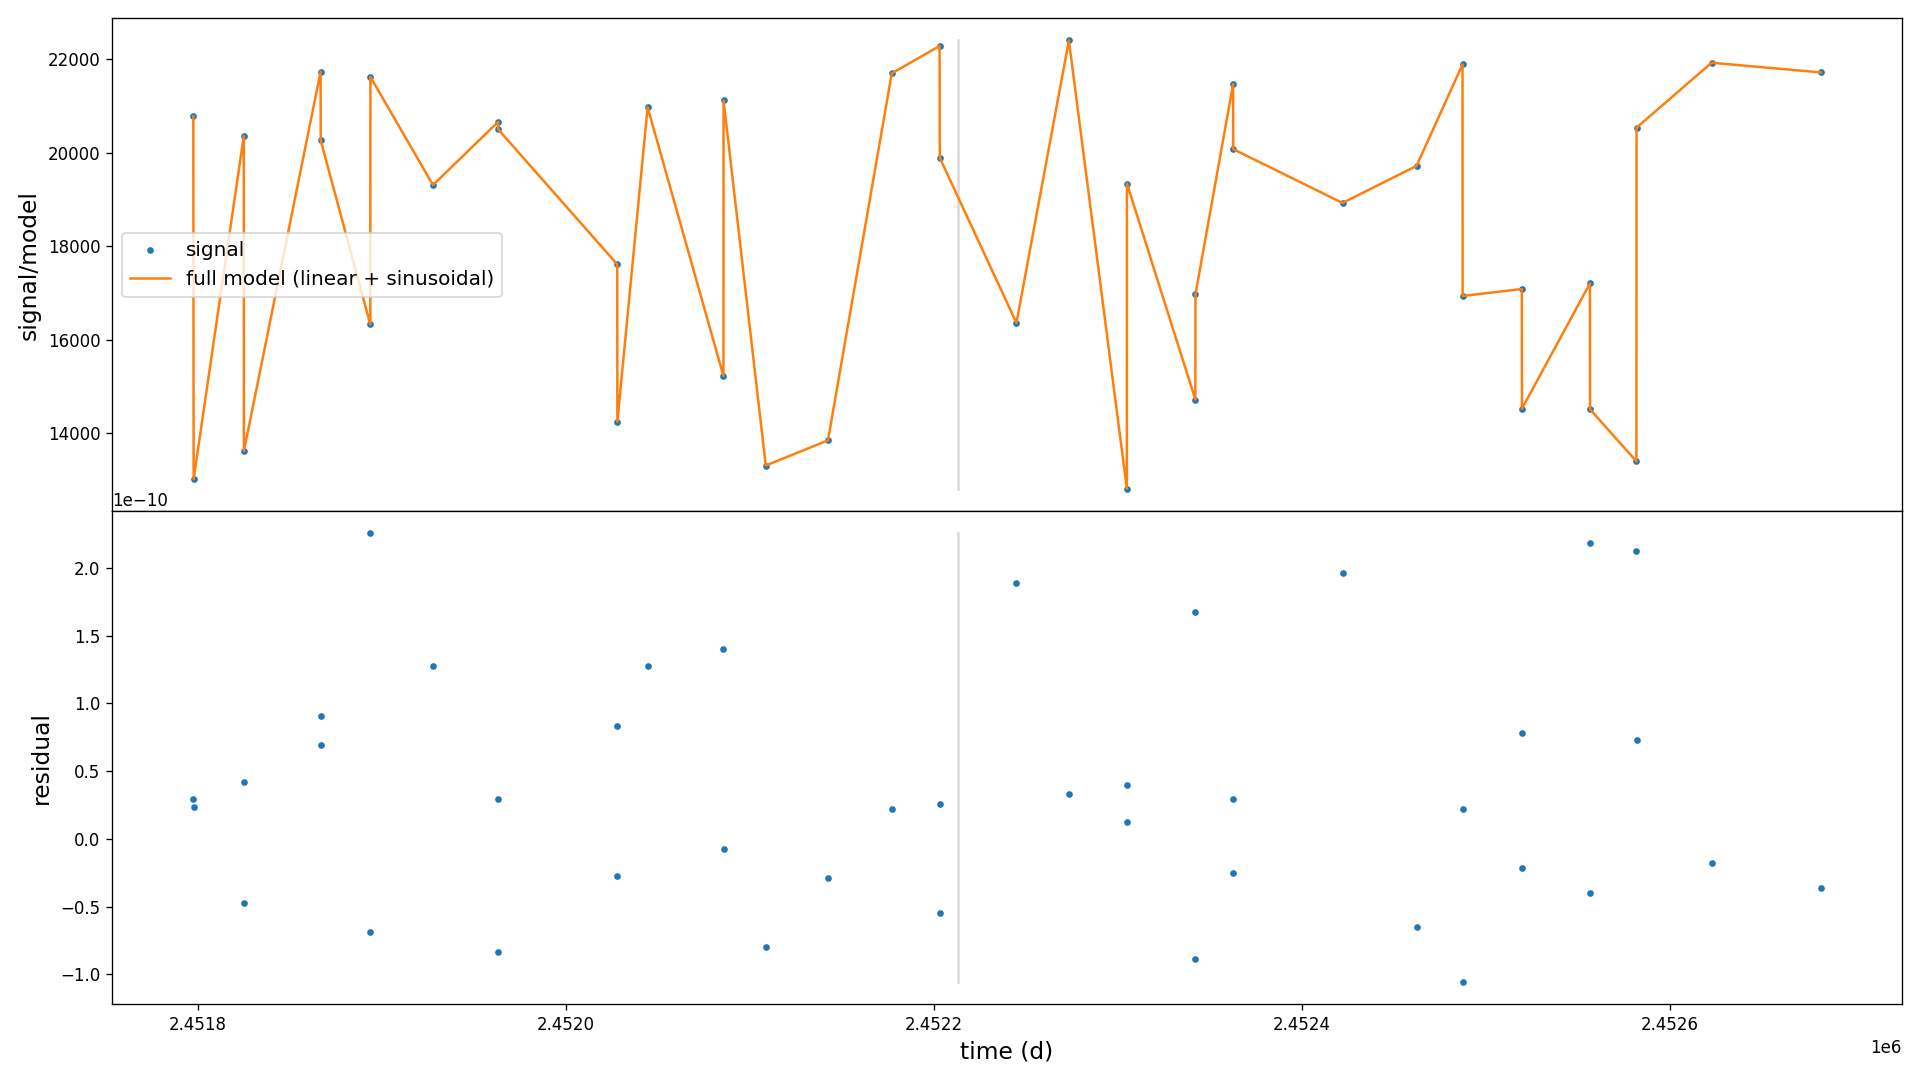 22000
20000
18000
16000
14000
signal/model
signal
full model (linear + sinusoidal)
1e−10
2.0
1.5
1.0
0.5
0.0
−0.5
−1.0
residual
2.4518
2.4520
2.4522
2.4524
2.4526
time (d)
1e6